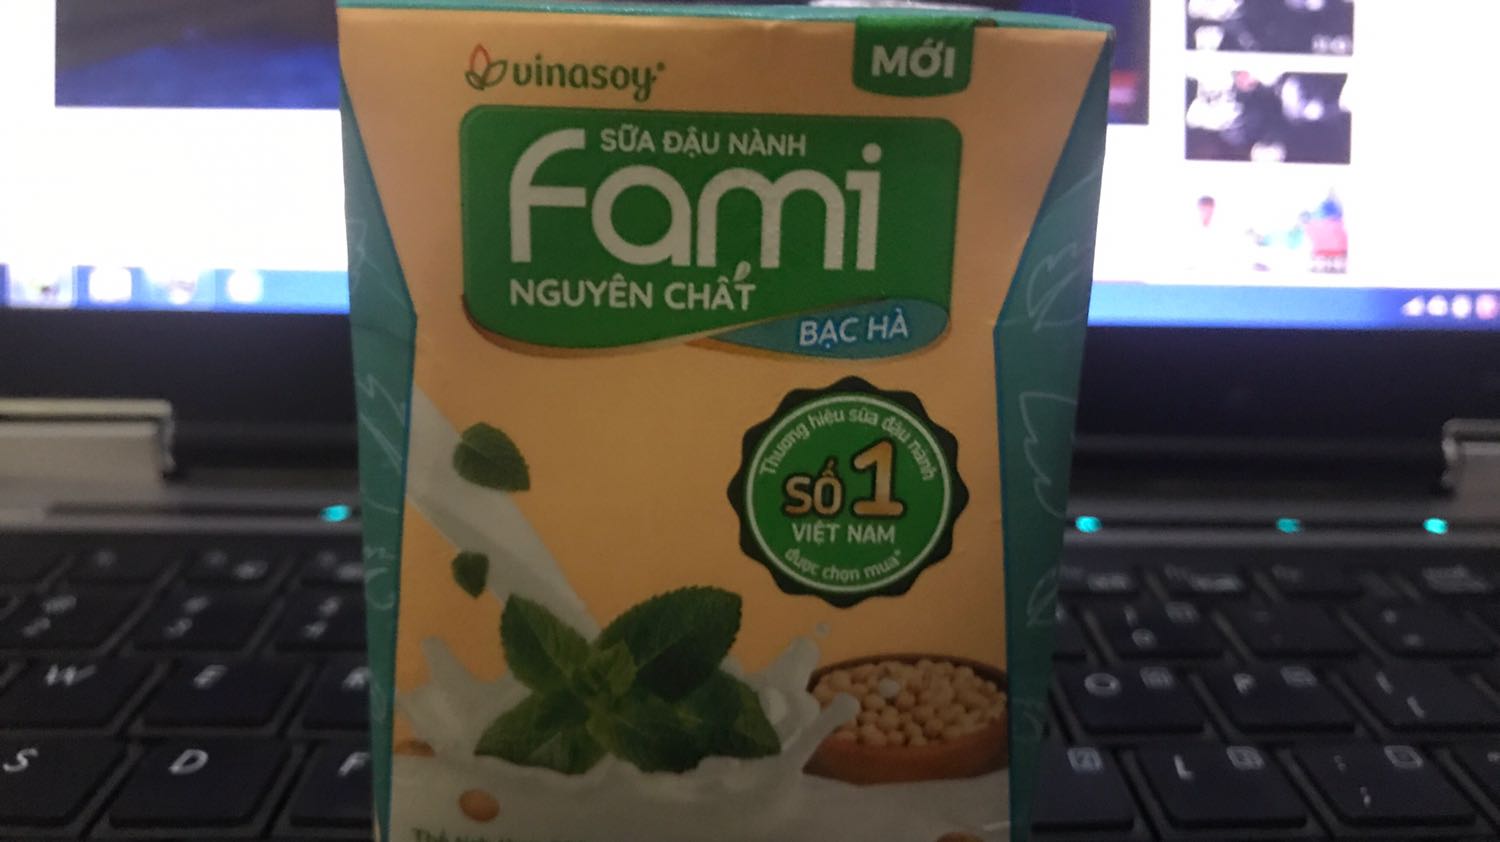 vinasoy
MỚI
SỮA ĐẬU NÀNH
Fami
NGUYÊN CHẤT
BẠC HÀ
Thương hiệu sữa đậu nành
SỐ 1
VIỆT NAM
được chọn mua*
W
E
S
D
F
O
P
L